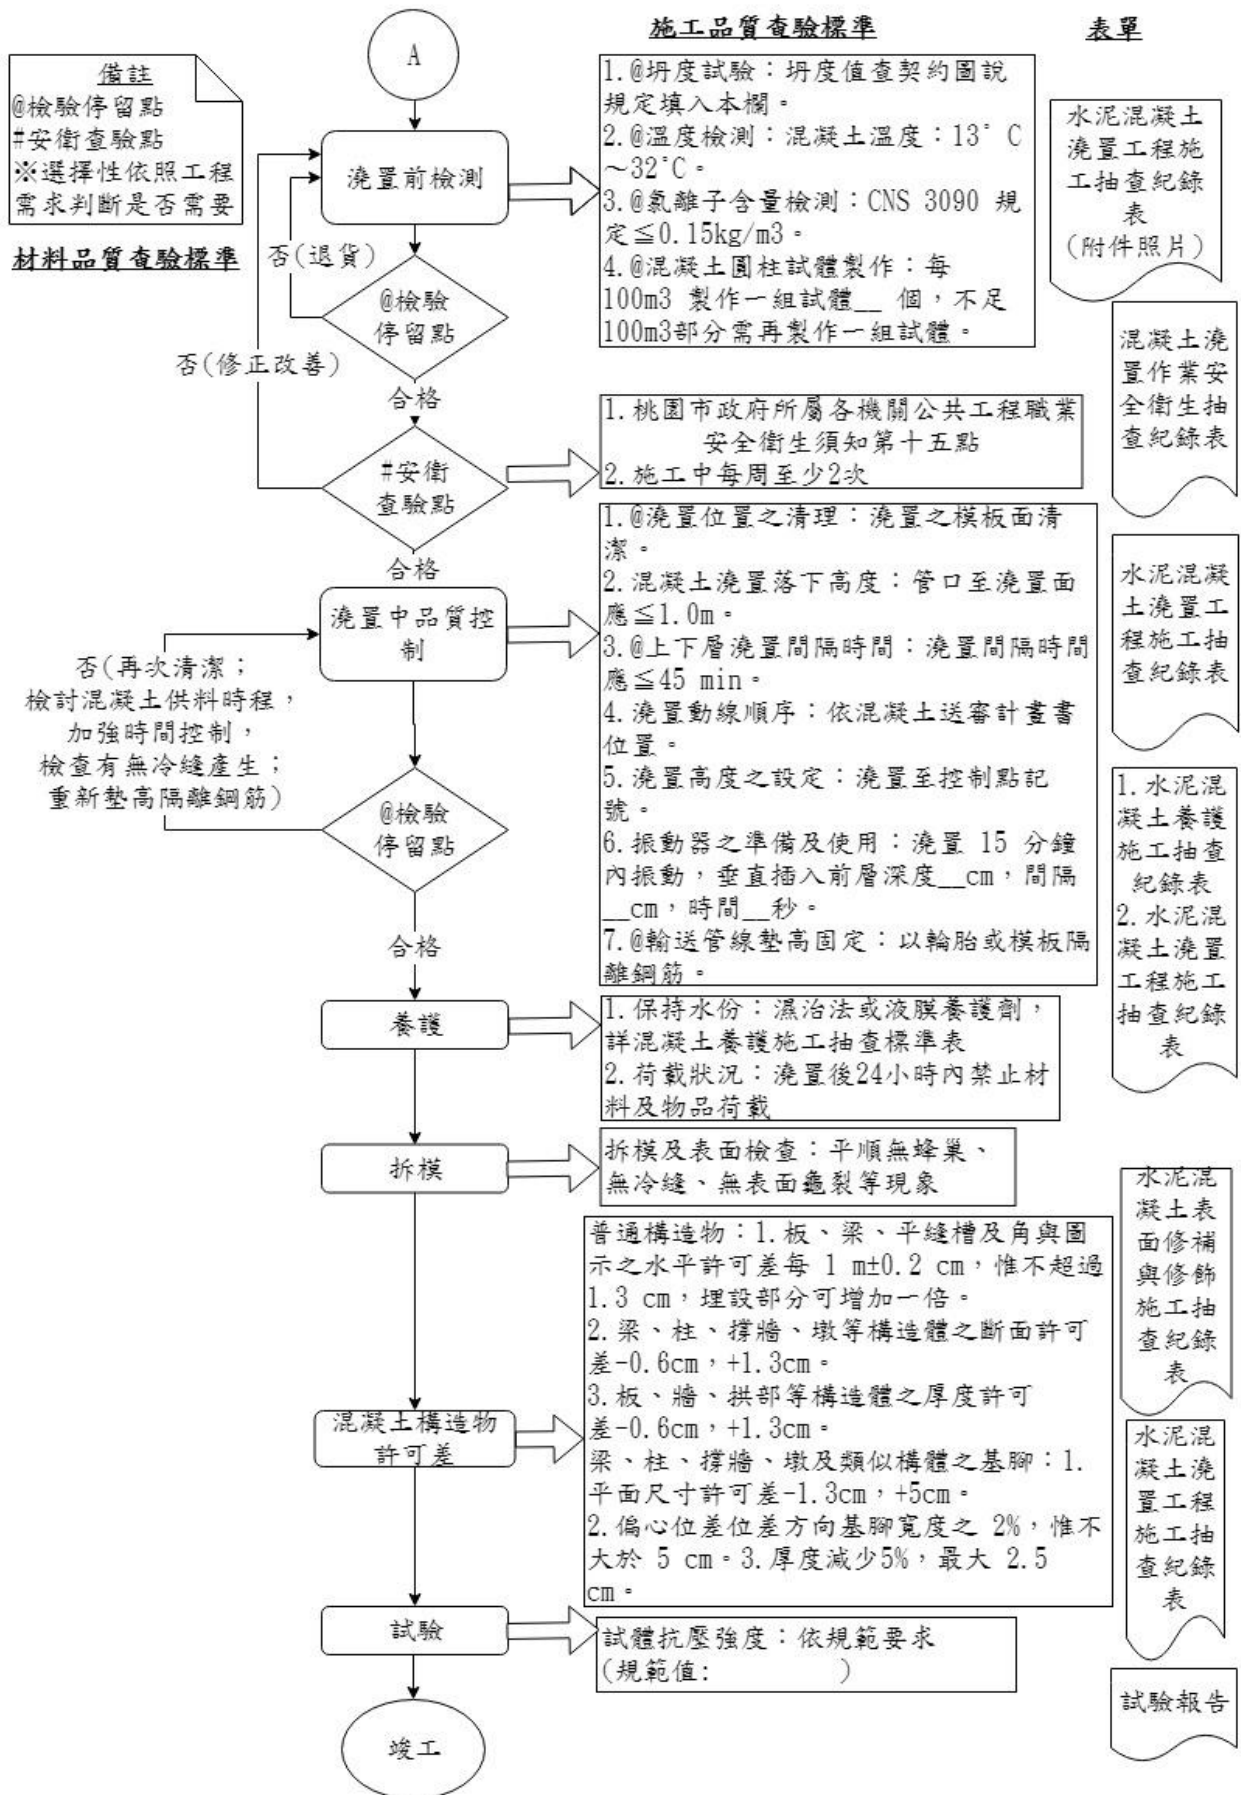 施工品質查驗標準
表單
A
備註
@檢驗停留點
#安衛查驗點
※選擇性依照工程
需求判斷是否需要
材料品質查驗標準
澆置前檢測
1.@坍度試驗：坍度值查契約圖說
規定填入本欄。
2.@溫度檢測：混凝土溫度：13°C
～32°C。
3.@氯離子含量檢測：CNS 3090 規
定≦0.15kg/m3。
4.@混凝土圓柱試體製作：每
100m3 製作一組試體__ 個，不足
100m3部分需再製作一組試體。
水泥混凝土
澆置工程施
工抽查紀錄
表
(附件照片)
否(退貨)
@檢驗
停留點
否(修正改善)
合格
混凝土澆
置作業安
全衛生抽
查紀錄表
#安衛
查驗點
1.桃園市政府所屬各機關公共工程職業
安全衛生須知第十五點
2.施工中每周至少2次
合格
澆置中品質控
制
1.@澆置位置之清理：澆置之模板面清
潔。
2.混凝土澆置落下高度：管口至澆置面
應≦1.0m。
3.@上下層澆置間隔時間：澆置間隔時間
應≦45 min。
4.澆置動線順序：依混凝土送審計畫書
位置。
5.澆置高度之設定：澆置至控制點記
號。
6.振動器之準備及使用：澆置 15 分鐘
內振動，垂直插入前層深度__cm，間隔
__cm，時間__秒。
7.@輸送管線墊高固定：以輪胎或模板隔
離鋼筋。
水泥混凝
土澆置工
程施工抽
查紀錄表
否(再次清潔；
檢討混凝土供料時程，
加強時間控制，
檢查有無冷縫產生；
重新墊高隔離鋼筋)
@檢驗
停留點
合格
1.水泥混
凝土養護
施工抽查
紀錄表
2.水泥混
凝土澆置
工程施工
抽查紀錄
表
養護
1.保持水份：濕治法或液膜養護劑，
詳混凝土養護施工抽查標準表
2.荷載狀況：澆置後24小時內禁止材
料及物品荷載
拆模
拆模及表面檢查：平順無蜂巢、
無冷縫、無表面龜裂等現象
水泥混
凝土表
面修補
與修飾
施工抽
查紀錄
表
混凝土構造物
許可差
普通構造物：1.板、梁、平縫槽及角與圖
示之水平許可差每 1 m±0.2 cm，惟不超過
1.3 cm，埋設部分可增加一倍。
2.梁、柱、撐牆、墩等構造體之斷面許可
差-0.6cm，+1.3cm。
3.板、牆、拱部等構造體之厚度許可
差-0.6cm，+1.3cm。
梁、柱、撐牆、墩及類似構體之基腳：1.
平面尺寸許可差-1.3cm，+5cm。
2.偏心位差位差方向基腳寬度之 2%，惟不
大於 5 cm。3.厚度減少5%，最大 2.5
cm。
水泥混
凝土澆
置工程
施工抽
查紀錄
表
試驗
試體抗壓強度：依規範要求
(規範值: )
試驗報告
竣工